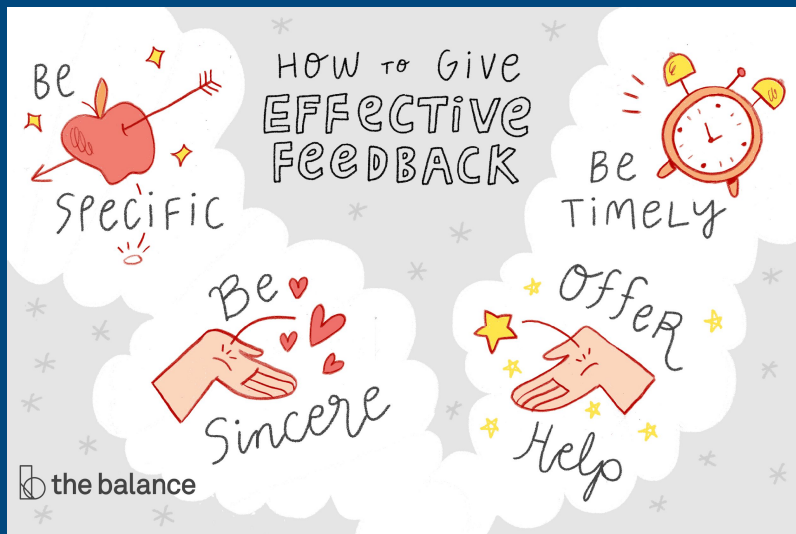 HOW TO GIVE
EFFECTIVE
FEEDBACK
BE
SPECIFIC
BE
TIMELY
Be
Sincere
OFFER
Help
the balance